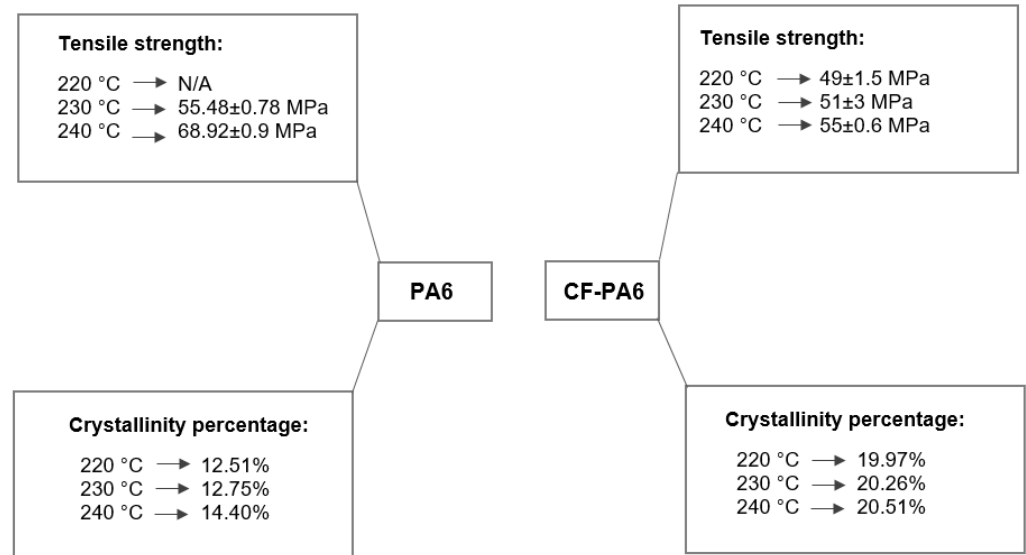 Tensile strength:
220 °C → N/A
230 °C → 55.48±0.78 MPa
240 °C → 68.92±0.9 MPa
Tensile strength:
220 °C → 49±1.5 MPa
230 °C → 51±3 MPa
240 °C → 55±0.6 MPa
PA6
CF-PA6
Crystallinity percentage:
220 °C → 12.51%
230 °C → 12.75%
240 °C → 14.40%
Crystallinity percentage:
220 °C → 19.97%
230 °C → 20.26%
240 °C → 20.51%